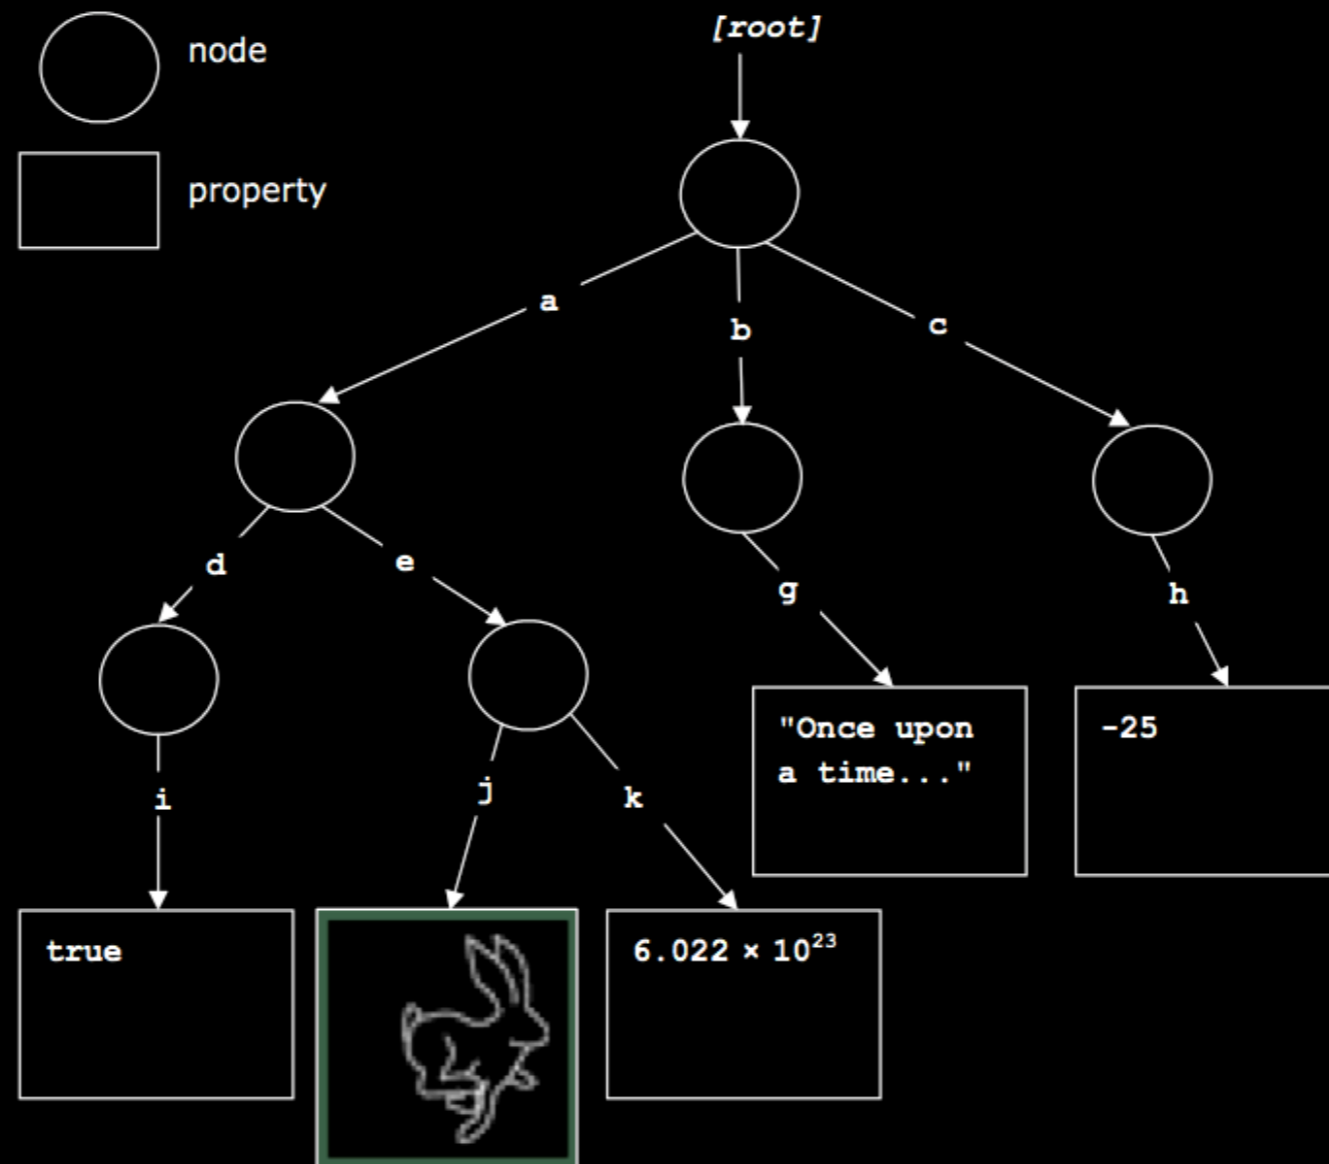 [root]
node
property
a
b
c
d
e
g
h
"Once upon
a time..."
-25
i
j
k
true
6.022 × 10²³